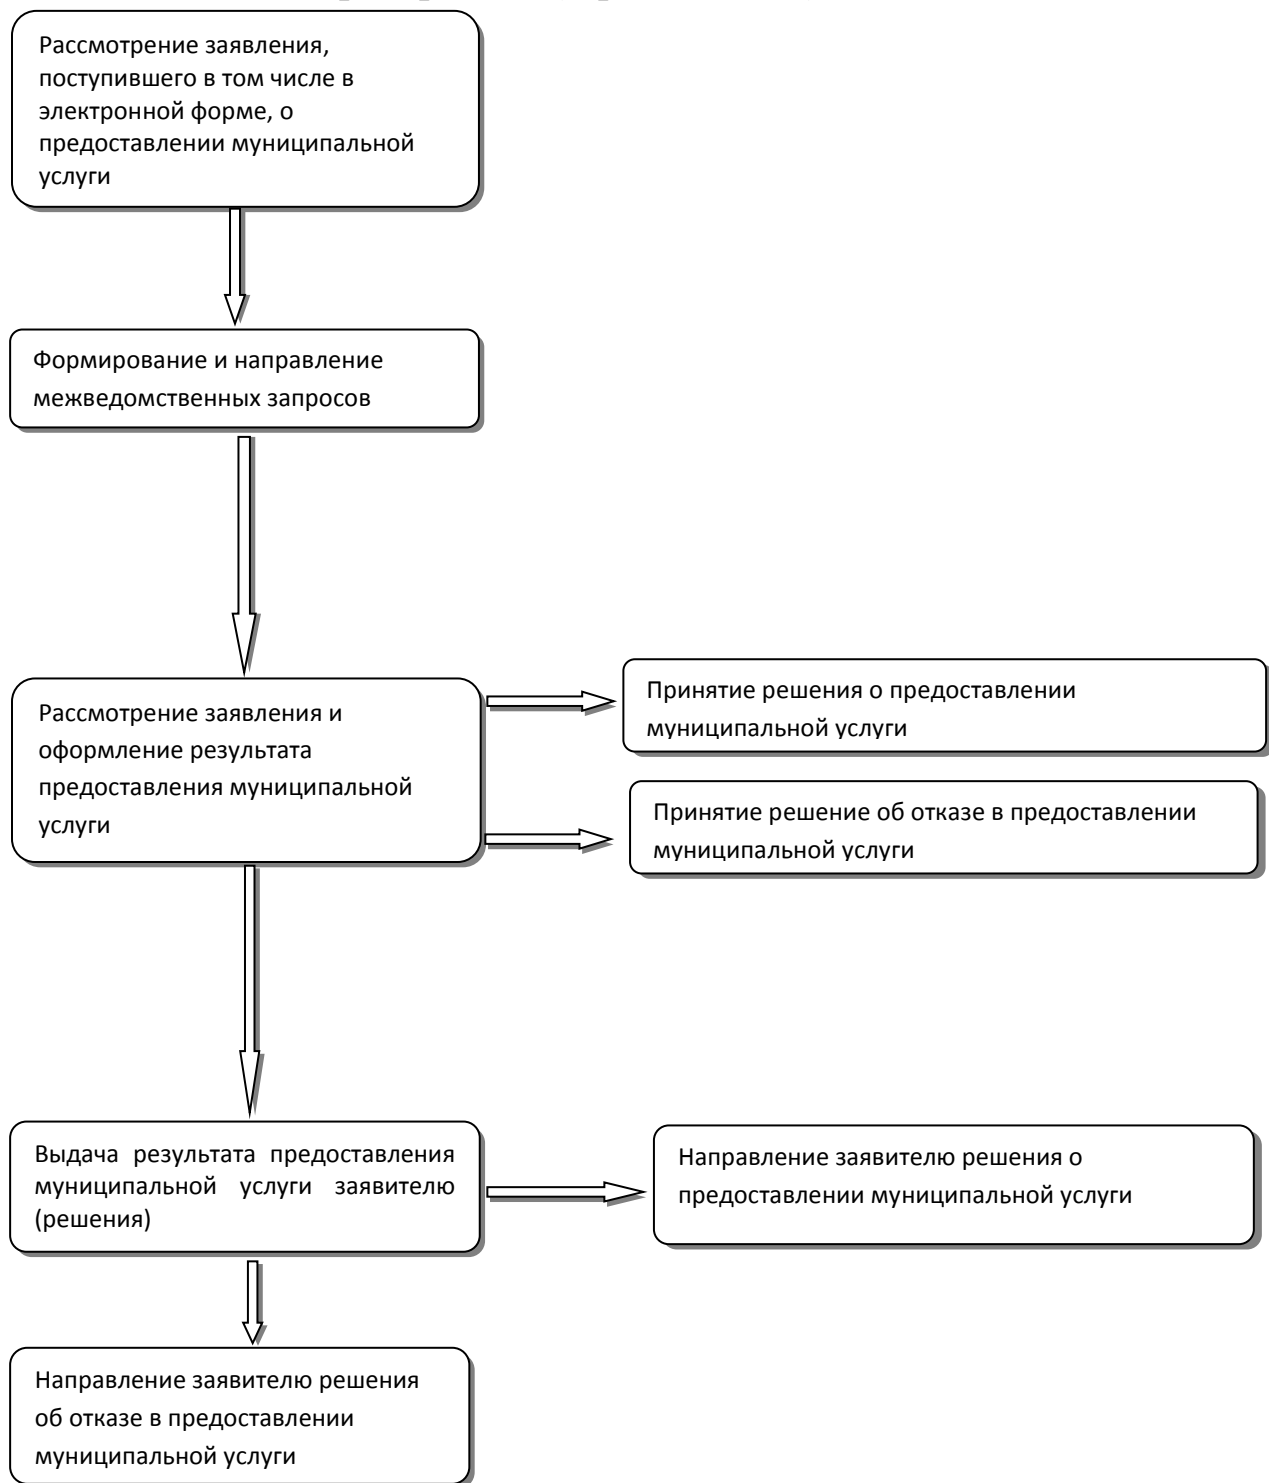 Рассмотрение заявления,
поступившего в том числе в
электронной форме, о
предоставлении муниципальной
услуги
Формирование и направление
межведомственных запросов
Рассмотрение заявления и
оформление результата
предоставления муниципальной
услуги
Принятие решения о предоставлении
муниципальной услуги
Принятие решение об отказе в предоставлении
муниципальной услуги
Выдача результата предоставления
муниципальной услуги заявителю
(решения)
Направление заявителю решения о
предоставлении муниципальной услуги
Направление заявителю решения
об отказе в предоставлении
муниципальной услуги